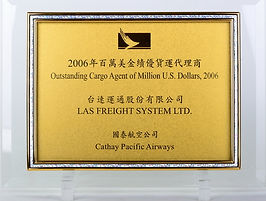 2006年百萬美金績優貨運代理商
Outstanding Cargo Agent of Million U.S. Dollars, 2006
台速運通股份有限公司
LAS FREIGHT SYSTEM LTD.
國泰航空公司
Cathay Pacific Airways